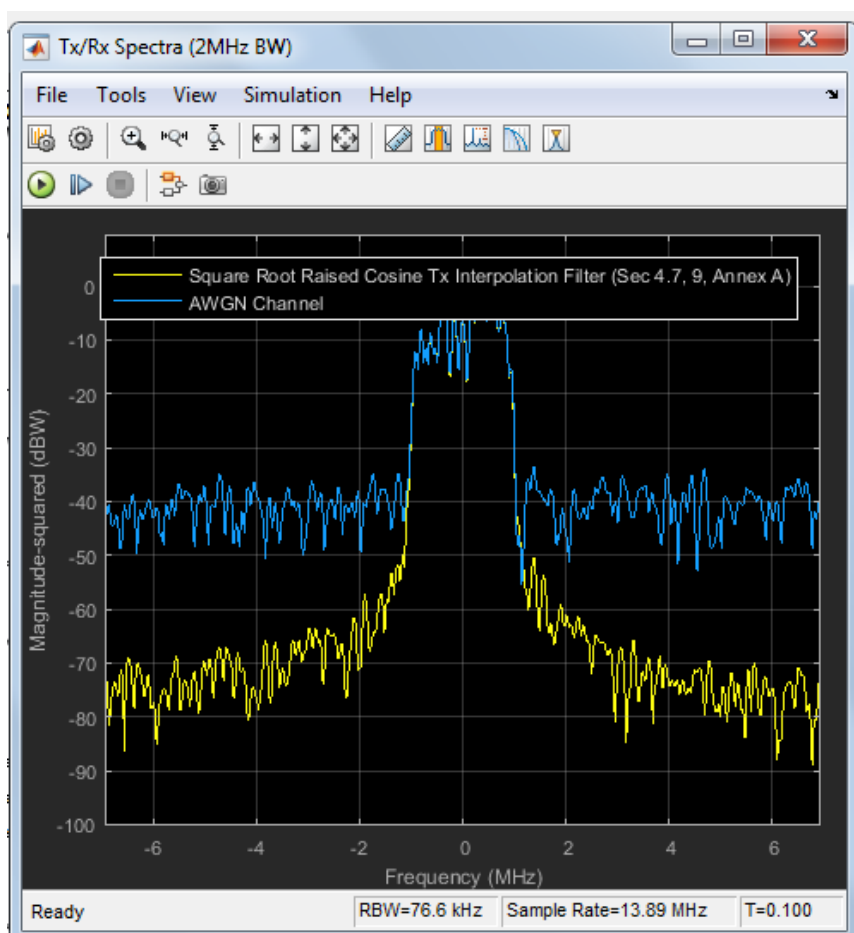 Tx/Rx Spectra (2MHz BW)
File Tools View Simulation Help
Square Root Raised Cosine Tx Interpolation Filter (Sec 4.7, 9, Annex A)
AWGN Channel
0
-10
-20
-30
-40
-50
-60
-70
-80
-90
-100
Magnitude-squared (dBW)
-6 -4 -2 0 2 4 6
Frequency (MHz)
Ready RBW=76.6 kHz Sample Rate=13.89 MHz T=0.100